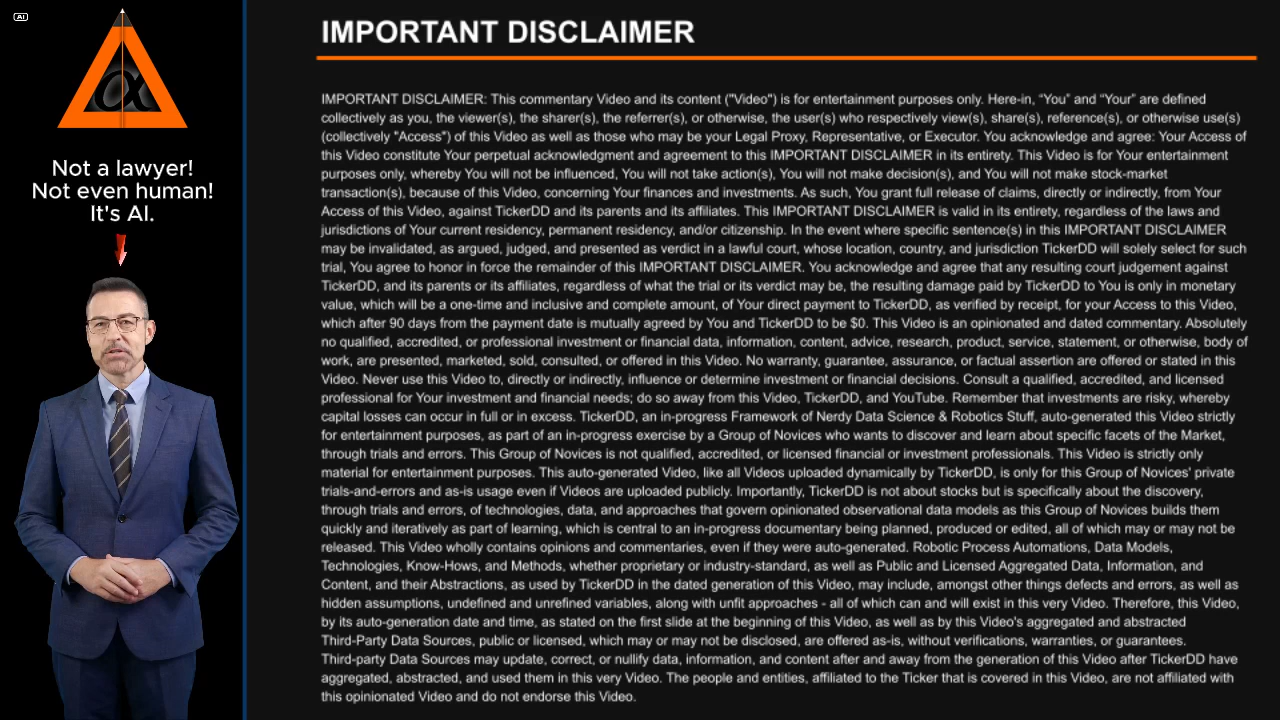 AI
α
Not a lawyer!
Not even human!
It's AI.
IMPORTANT DISCLAIMER
IMPORTANT DISCLAIMER: This commentary Video and its content ("Video") is for entertainment purposes only. Here-in, “You” and “Your” are defined
collectively as you, the viewer(s), the sharer(s), the referrer(s), or otherwise, the user(s) who respectively view(s), share(s), reference(s), or otherwise use(s)
(collectively "Access") of this Video as well as those who may be your Legal Proxy, Representative, or Executor. You acknowledge and agree: Your Access of
this Video constitute Your perpetual acknowledgment and agreement to this IMPORTANT DISCLAIMER in its entirety. This Video is for Your entertainment
purposes only, whereby You will not be influenced, You will not take action(s), You will not make decision(s), and You will not make stock-market
transaction(s), because of this Video, concerning Your finances and investments. As such, You grant full release of claims, directly or indirectly, from Your
Access of this Video, against TickerDD and its parents and its affiliates. This IMPORTANT DISCLAIMER is valid in its entirety, regardless of the laws and
jurisdictions of Your current residency, permanent residency, and/or citizenship. In the event where specific sentence(s) in this IMPORTANT DISCLAIMER
may be invalidated, as argued, judged, and presented as verdict in a lawful court, whose location, country, and jurisdiction TickerDD will solely select for such
trial, You agree to honor in force the remainder of this IMPORTANT DISCLAIMER. You acknowledge and agree that any resulting court judgement against
TickerDD, and its parents or its affiliates, regardless of what the trial or its verdict may be, the resulting damage paid by TickerDD to You is only in monetary
value, which will be a one-time and inclusive and complete amount, of Your direct payment to TickerDD, as verified by receipt, for your Access to this Video,
which after 90 days from the payment date is mutually agreed by You and TickerDD to be $0. This Video is an opinionated and dated commentary. Absolutely
no qualified, accredited, or professional investment or financial data, information, content, advice, research, product, service, statement, or otherwise, body of
work, are presented, marketed, sold, consulted, or offered in this Video. No warranty, guarantee, assurance, or factual assertion are offered or stated in this
Video. Never use this Video to, directly or indirectly, influence or determine investment or financial decisions. Consult a qualified, accredited, and licensed
professional for Your investment and financial needs; do so away from this Video, TickerDD, and YouTube. Remember that investments are risky, whereby
capital losses can occur in full or in excess. TickerDD, an in-progress Framework of Nerdy Data Science & Robotics Stuff, auto-generated this Video strictly
for entertainment purposes, as part of an in-progress exercise by a Group of Novices who wants to discover and learn about specific facets of the Market,
through trials and errors. This Group of Novices is not qualified, accredited, or licensed financial or investment professionals. This Video is strictly only
material for entertainment purposes. This auto-generated Video, like all Videos uploaded dynamically by TickerDD, is only for this Group of Novices' private
trials-and-errors and as-is usage even if Videos are uploaded publicly. Importantly, TickerDD is not about stocks but is specifically about the discovery,
through trials and errors, of technologies, data, and approaches that govern opinionated observational data models as this Group of Novices builds them
quickly and iteratively as part of learning, which is central to an in-progress documentary being planned, produced or edited, all of which may or may not be
released. This Video wholly contains opinions and commentaries, even if they were auto-generated. Robotic Process Automations, Data Models,
Technologies, Know-Hows, and Methods, whether proprietary or industry-standard, as well as Public and Licensed Aggregated Data, Information, and
Content, and their Abstractions, as used by TickerDD in the dated generation of this Video, may include, amongst other things defects and errors, as well as
hidden assumptions, undefined and unrefined variables, along with unfit approaches - all of which can and will exist in this very Video. Therefore, this Video,
by its auto-generation date and time, as stated on the first slide at the beginning of this Video, as well as by this Video's aggregated and abstracted
Third-Party Data Sources, public or licensed, which may or may not be disclosed, are offered as-is, without verifications, warranties, or guarantees.
Third-party Data Sources may update, correct, or nullify data, information, and content after and away from the generation of this Video after TickerDD have
aggregated, abstracted, and used them in this very Video. The people and entities, affiliated to the Ticker that is covered in this Video, are not affiliated with
this opinionated Video and do not endorse this Video.